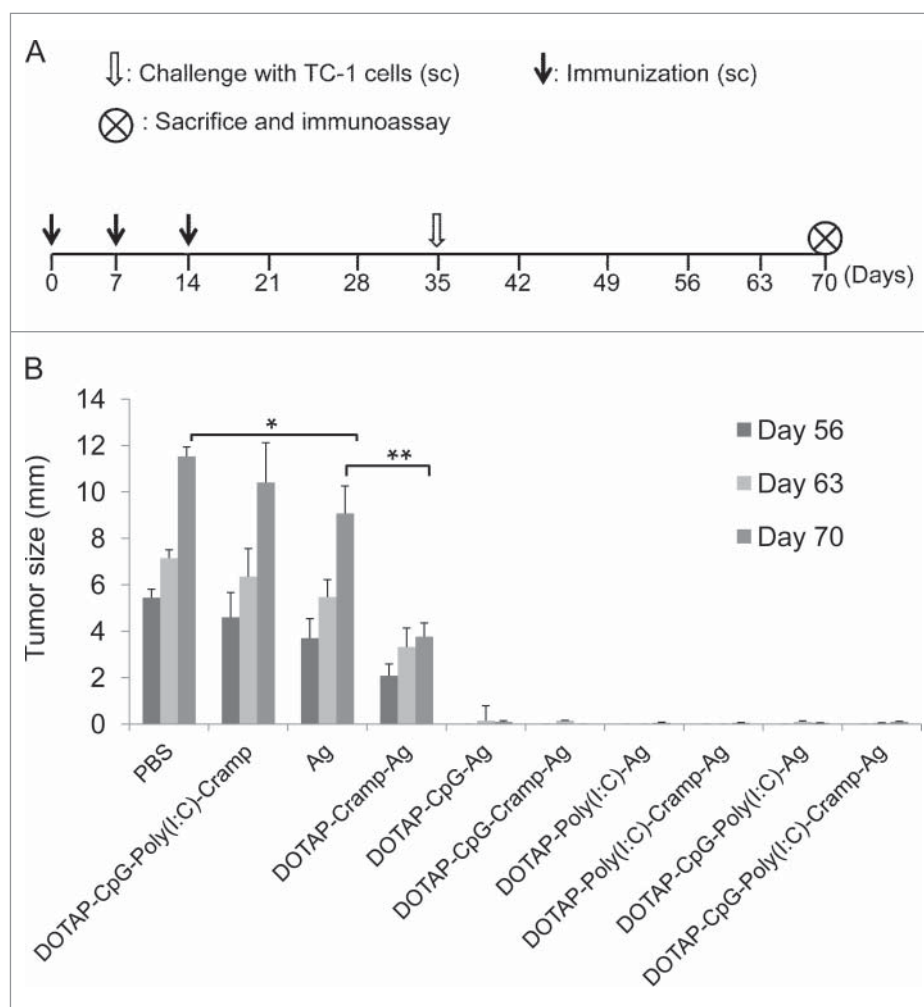 A
: Challenge with TC-1 cells (sc) : Immunization (sc)
: Sacrifice and immunoassay
0 7 14 21 28 35 42 49 56 63 70 (Days)
B
14
12
10
8
6
4
2
0
Tumor size (mm)
*
**
Day 56
Day 63
Day 70
PBS
DOTAP-CpG-Poly(I:C)-Cramp
Ag
DOTAP-Cramp-Ag
DOTAP-CpG-Ag
DOTAP-CpG-Cramp-Ag
DOTAP-Poly(I:C)-Ag
DOTAP-Poly(I:C)-Cramp-Ag
DOTAP-CpG-Poly(I:C)-Ag
DOTAP-CpG-Poly(I:C)-Cramp-Ag